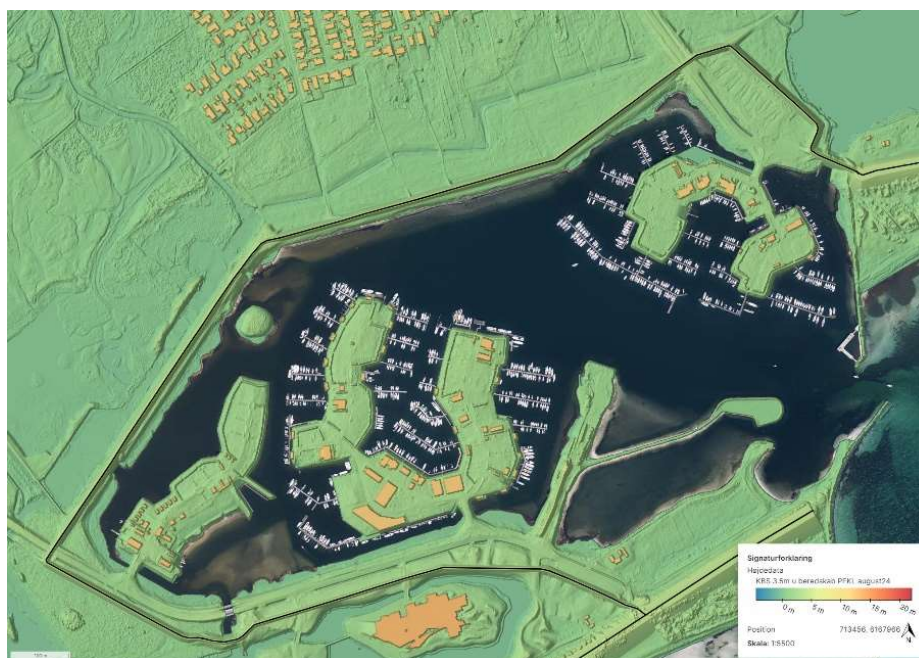 Signaturforklaring
Højdedata
KBS 3.5m u beredskab PFKI. august24
0 m 5 m 10 m 15 m 20 m
Position 713456, 6167966
Skala: 1:5500
N
100 m